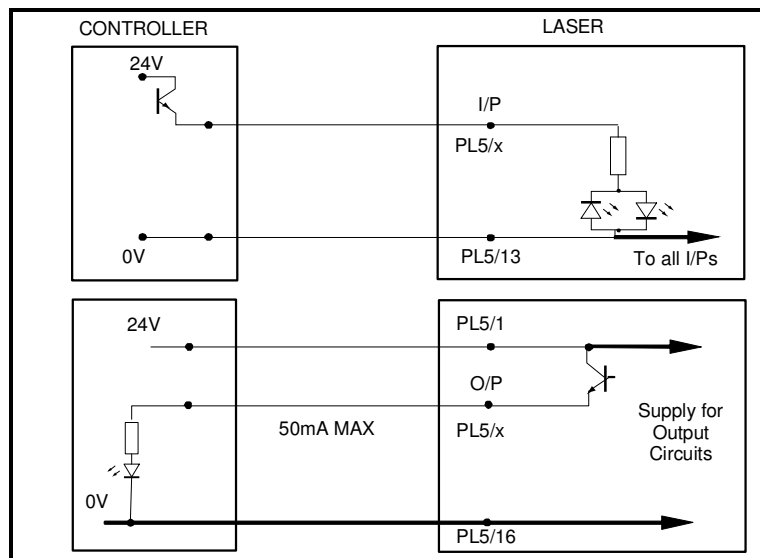 CONTROLLER
LASER
24V
I/P
PL5/x
0V
PL5/13
To all I/Ps
24V
PL5/1
O/P
50mA MAX
PL5/x
Supply for
Output
Circuits
0V
PL5/16